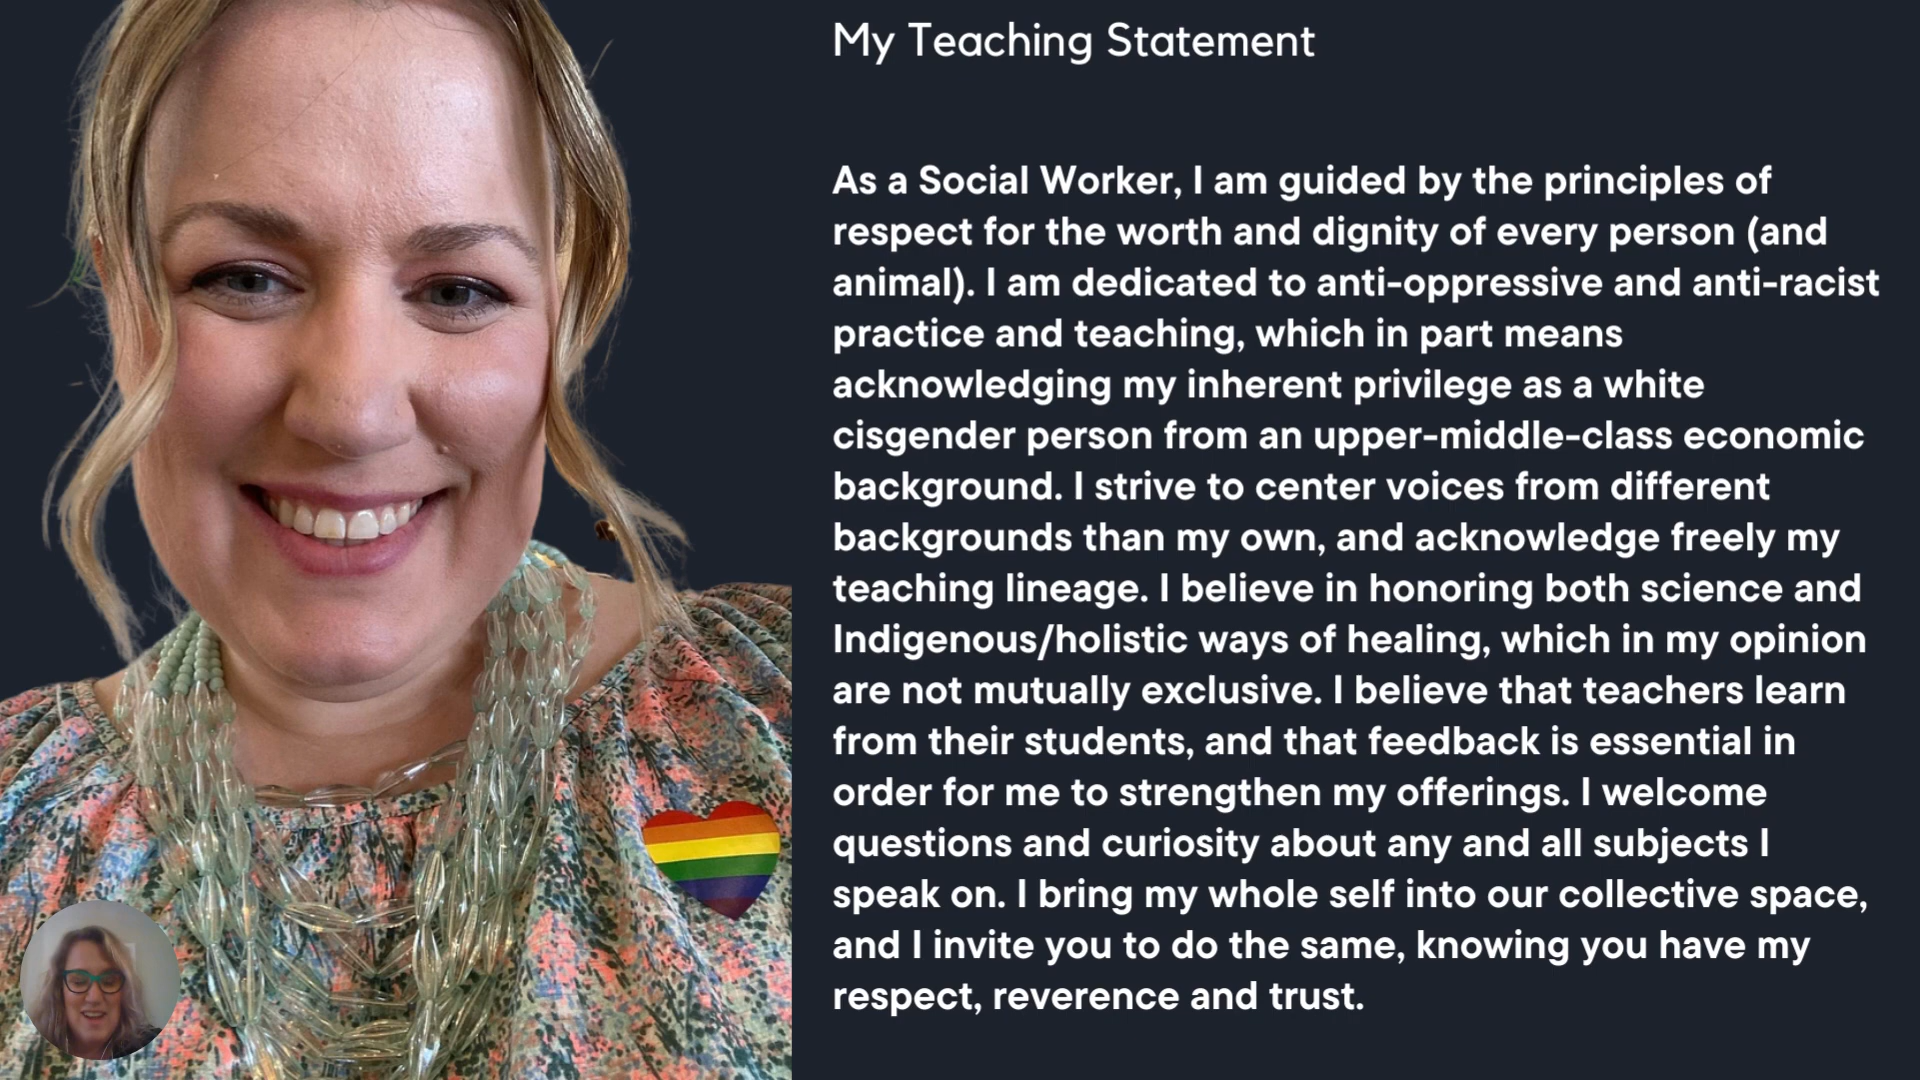 My Teaching Statement
As a Social Worker, I am guided by the principles of
respect for the worth and dignity of every person (and
animal). I am dedicated to anti-oppressive and anti-racist
practice and teaching, which in part means
acknowledging my inherent privilege as a white
cisgender person from an upper-middle-class economic
background. I strive to center voices from different
backgrounds than my own, and acknowledge freely my
teaching lineage. I believe in honoring both science and
Indigenous/holistic ways of healing, which in my opinion
are not mutually exclusive. I believe that teachers learn
from their students, and that feedback is essential in
order for me to strengthen my offerings. I welcome
questions and curiosity about any and all subjects I
speak on. I bring my whole self into our collective space,
and I invite you to do the same, knowing you have my
respect, reverence and trust.